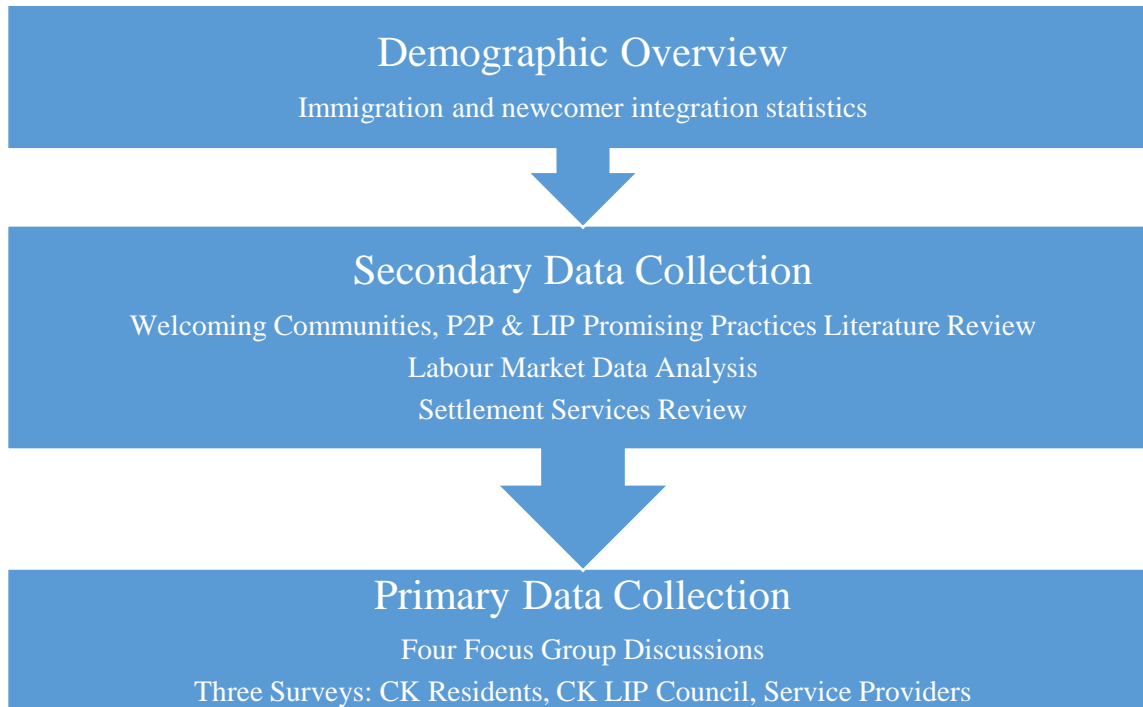 Demographic Overview
Immigration and newcomer integration statistics
Secondary Data Collection
Welcoming Communities, P2P & LIP Promising Practices Literature Review
Labour Market Data Analysis
Settlement Services Review
Primary Data Collection
Four Focus Group Discussions
Three Surveys: CK Residents, CK LIP Council, Service Providers